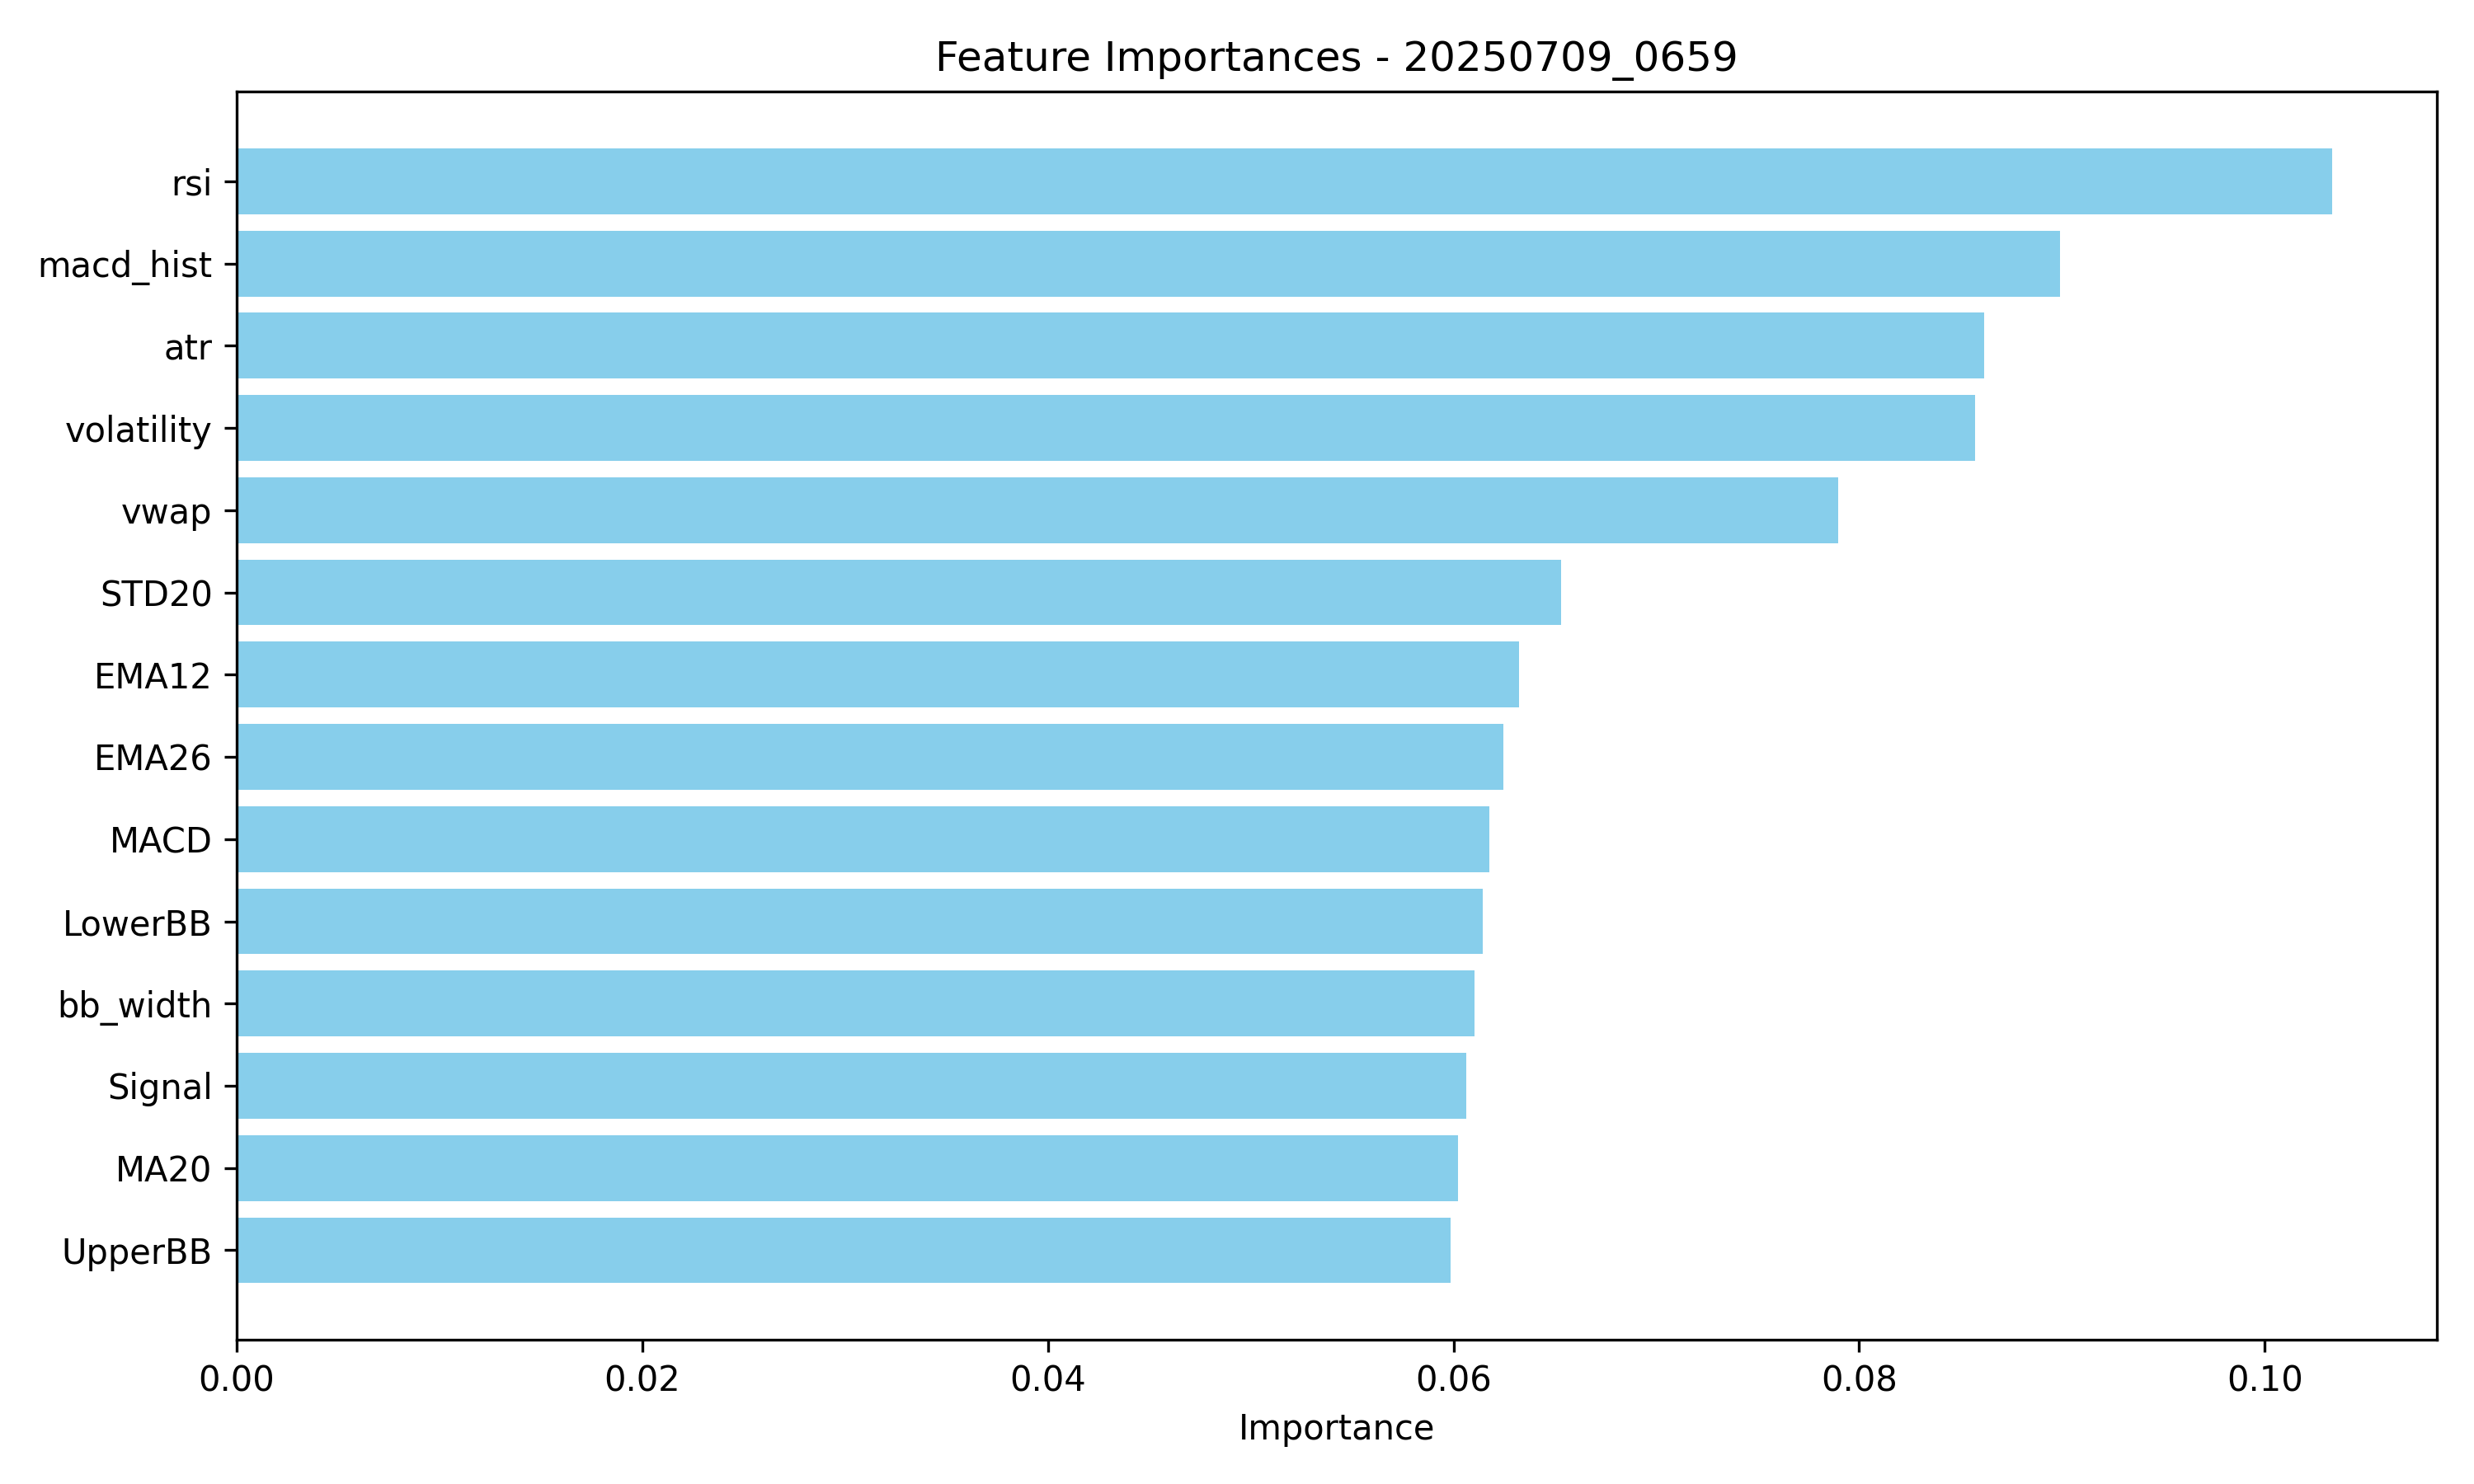 Feature Importances - 20250709_0659
rsi
macd_hist
atr
volatility
vwap
STD20
EMA12
EMA26
MACD
LowerBB
bb_width
Signal
MA20
UpperBB
0.00 0.02 0.04 0.06 0.08 0.10
Importance